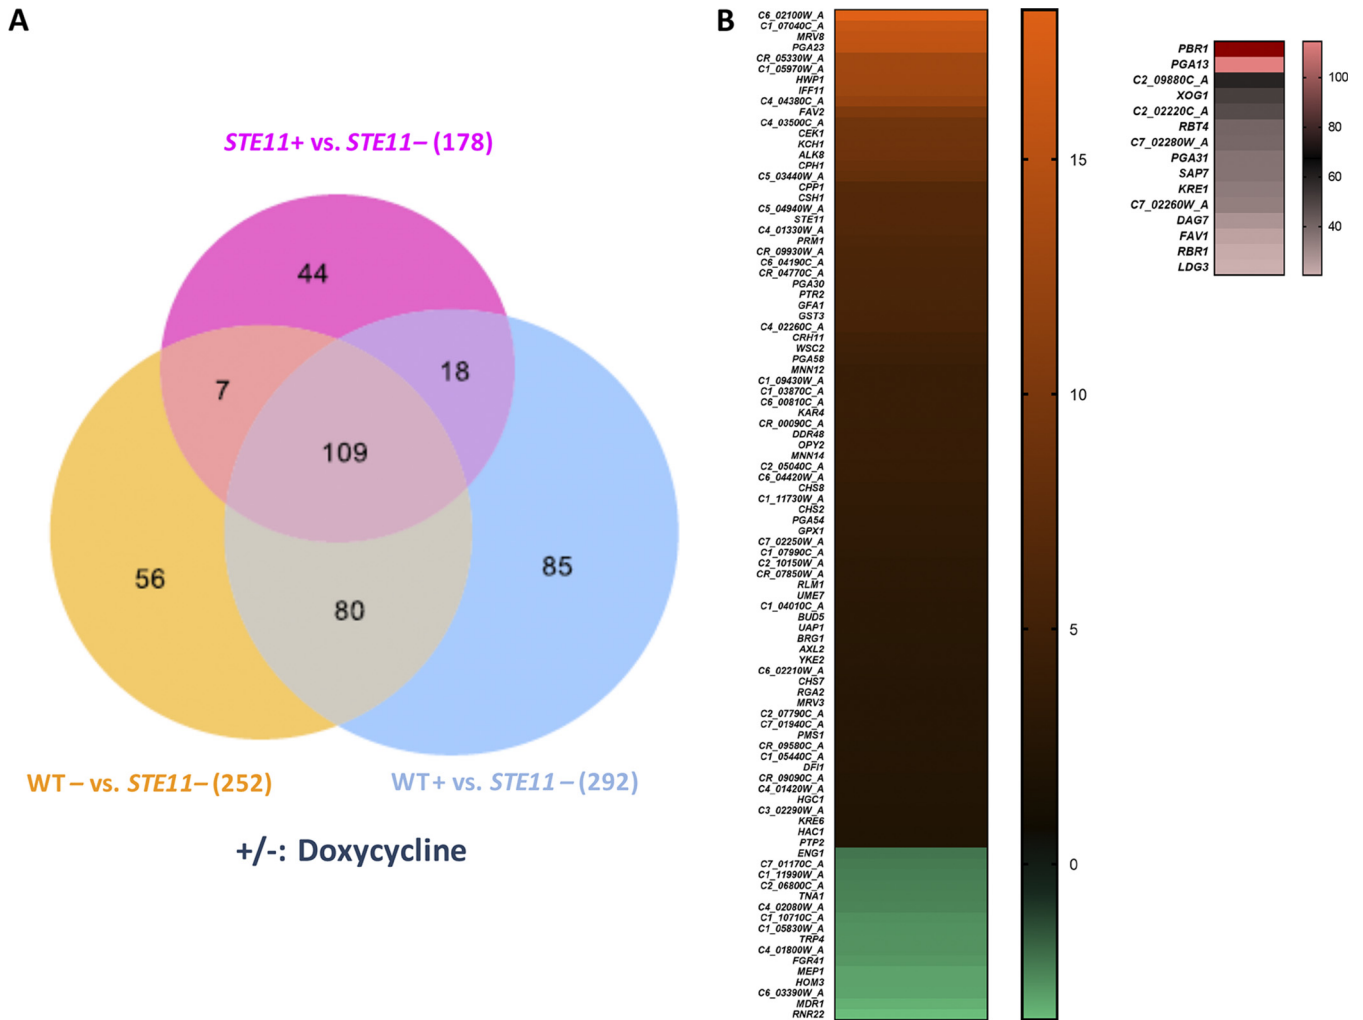 A
STE11+ vs. STE11– (178)
44
7
18
109
56
80
85
WT – vs. STE11– (252)
WT+ vs. STE11 – (292)
+/-: Doxycycline
B
C6_02100W_A
C1_07040C_A
MRV8
PGA23
CR_05330W_A
C1_05970W_A
HWP1
IFF11
C4_04380C_A
FAV2
C4_03500C_A
CEK1
KCH1
ALK8
CPH1
C5_03440W_A
CPP1
CSH1
C5_04940W_A
STE11
C4_01330W_A
PRM1
CR_09930W_A
C6_04190C_A
CR_04770C_A
PGA30
PTR2
GFA1
GST3
C4_02260C_A
CRH11
WSC2
PGA58
MNN12
C1_09430W_A
C1_03870C_A
C6_00810C_A
KAR4
CR_00090C_A
DDR48
OPY2
MNN14
C2_05040C_A
C6_04420W_A
CHS8
C1_11730W_A
CHS2
PGA54
GPX1
C7_02250W_A
C1_07990C_A
C2_10150W_A
CR_07850W_A
RLM1
UME7
C1_04010C_A
BUD5
UAP1
BRG1
AXL2
YKE2
C6_02210W_A
CHS7
RGA2
MRV3
C2_07790C_A
C7_01940C_A
PMS1
CR_09580C_A
C1_05440C_A
DFI1
CR_09090C_A
C4_01420W_A
HGC1
C3_02290W_A
KRE6
HAC1
PTP2
ENG1
C7_01170C_A
C1_11990W_A
C2_06800C_A
TNA1
C4_02080W_A
C1_10710C_A
C1_05830W_A
TRP4
C4_01800W_A
FGR41
MEP1
HOM3
C6_03390W_A
MDR1
RNR22
15
10
5
0
PBR1
PGA13
C2_09880C_A
XOG1
C2_02220C_A
RBT4
C7_02280W_A
PGA31
SAP7
KRE1
C7_02260W_A
DAG7
FAV1
RBR1
LDG3
100
80
60
40